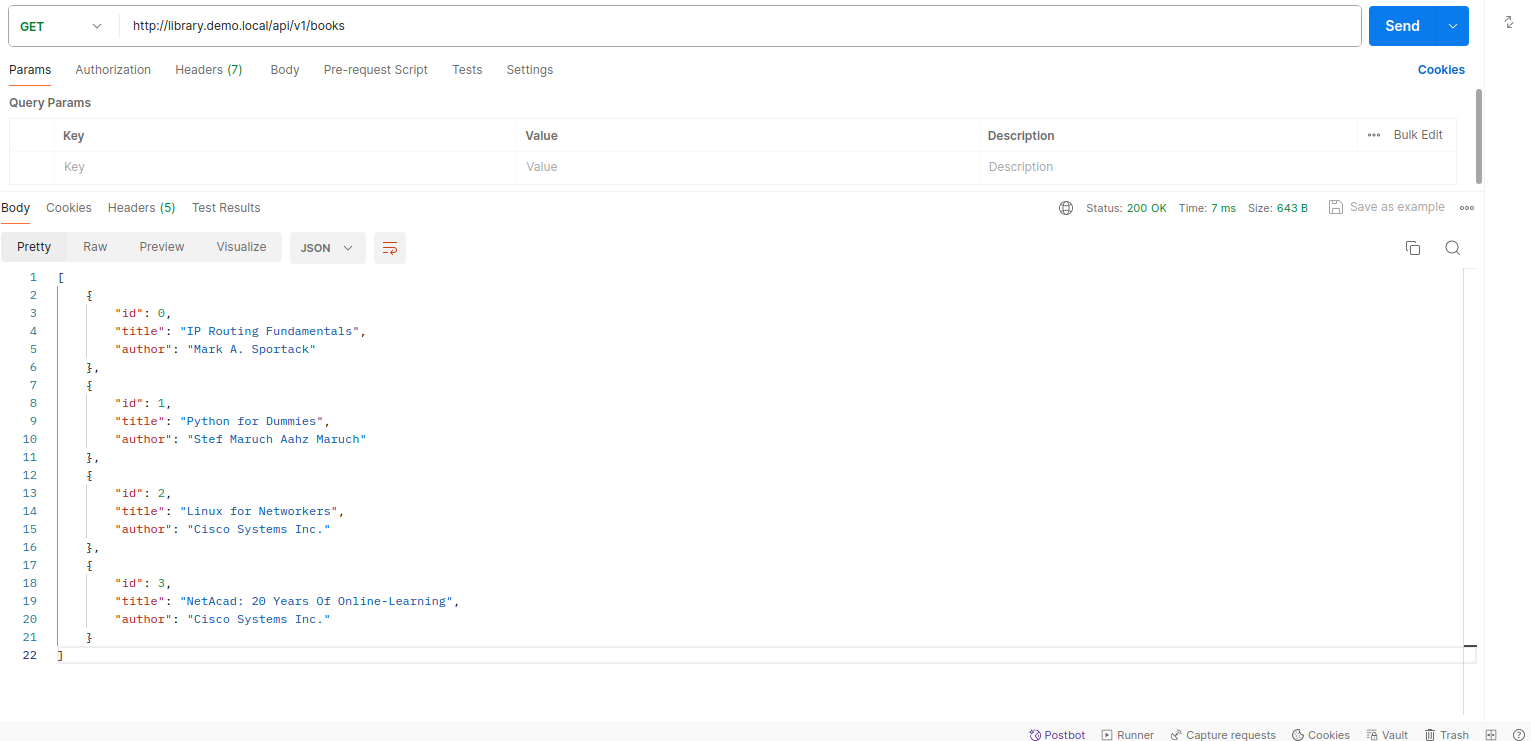 GET http://library.demo.local/api/v1/books Send
Params Authorization Headers (7) Body Pre-request Script Tests Settings Cookies
Query Params
Key Value Description ••• Bulk Edit
Key Value Description
Body Cookies Headers (5) Test Results Status: 200 OK Time: 7 ms Size: 643 B Save as example
Pretty Raw Preview Visualize JSON
1 [
2 {
3 "id": 0,
4 "title": "IP Routing Fundamentals",
5 "author": "Mark A. Sportack"
6 },
7 {
8 "id": 1,
9 "title": "Python for Dummies",
10 "author": "Stef Maruch Aahz Maruch"
11 },
12 {
13 "id": 2,
14 "title": "Linux for Networkers",
15 "author": "Cisco Systems Inc."
16 },
17 {
18 "id": 3,
19 "title": "NetAcad: 20 Years Of Online-Learning",
20 "author": "Cisco Systems Inc."
21 }
22 ]
Postbot Runner Capture requests Cookies Vault Trash